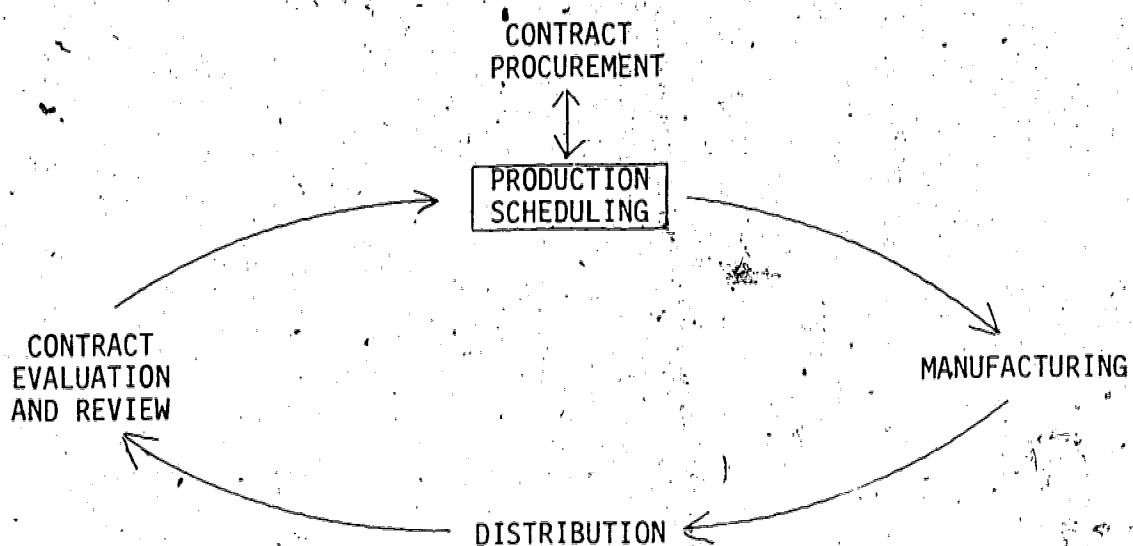 CONTRACT
PROCUREMENT
PRODUCTION
SCHEDULING
CONTRACT
EVALUATION
AND REVIEW
MANUFACTURING
DISTRIBUTION